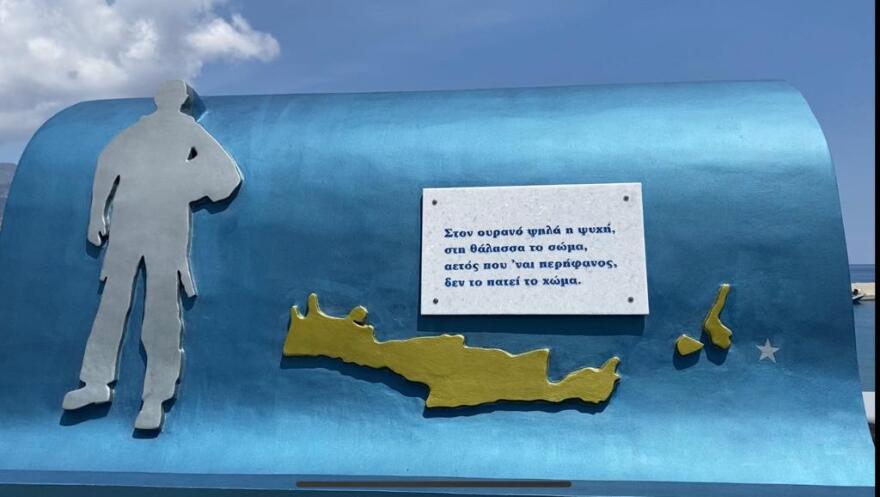 Στον ουρανό ψηλά η ψυχή,
στη θάλασσα το σώμα,
αετός που 'ναι περήφανος,
δεν το πατεί το χώμα.